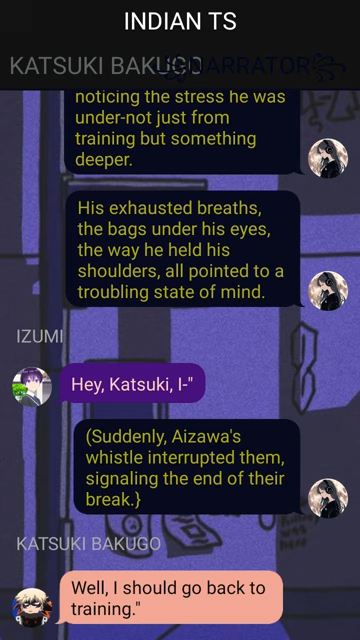 INDIAN TS
KATSUKI BAKUGO NARRATOR
noticing the stress he was
under-not just from
training but something
deeper.
His exhausted breaths,
the bags under his eyes,
the way he held his
shoulders, all pointed to a
troubling state of mind.
IZUMI
Hey, Katsuki, I-"
(Suddenly, Aizawa's
whistle interrupted them,
signaling the end of their
break.}
was
here
KATSUKI BAKUGO
Well, I should go back to
training."